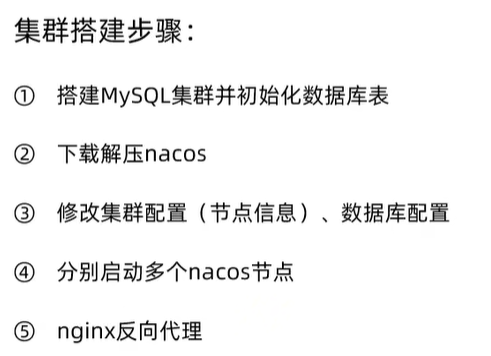 集群搭建步骤：
① 搭建MySQL集群并初始化数据库表
② 下载解压nacos
③ 修改集群配置（节点信息）、数据库配置
④ 分别启动多个nacos节点
⑤ nginx反向代理